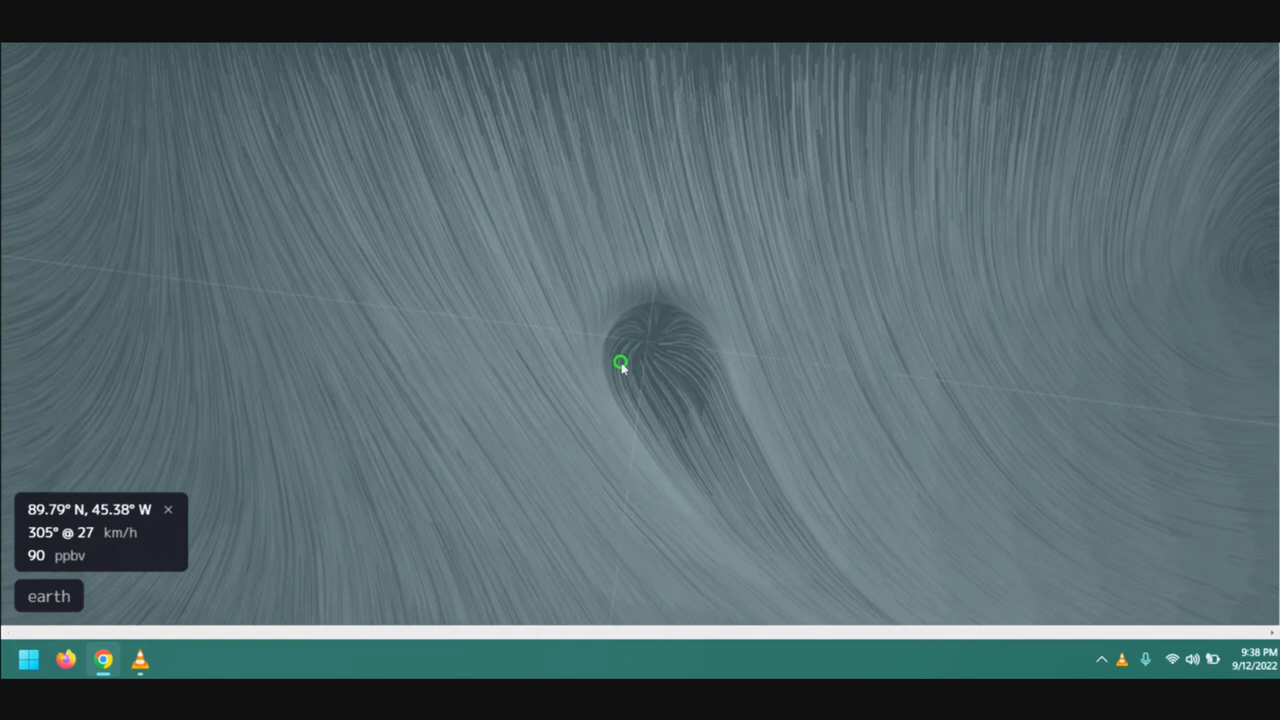 89.79° N, 45.38° W ×
305° @ 27 km/h
90 ppbv
earth
9:38 PM
9/12/2022